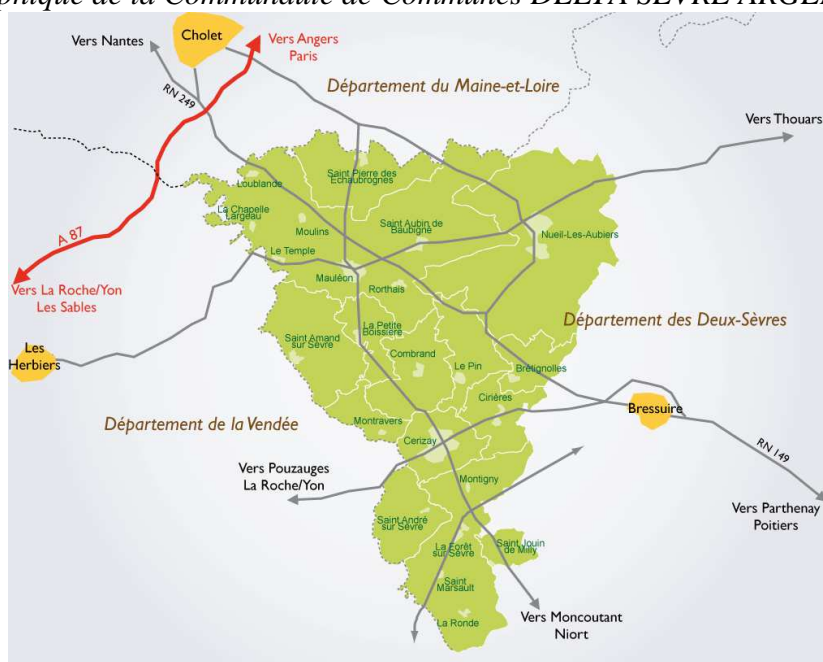 phique de la Communauté de Communes DELTA SEVRE ARGEN
Cholet
Vers Nantes
Vers Angers
Paris
RN 249
Département du Maine-et-Loire
Vers Thouars
Saint Pierre des
Echaubrognes
Loublande
La Chapelle
Largeau
Moulins
Saint Aubin de
Baubigné
Nueil-Les-Aubiers
A 87
Le Temple
Mauléon
Rorthais
Vers La Roche/Yon
Les Sables
La Petite
Boissière
Département des Deux-Sèvres
Saint Amand
sur Sèvre
Les
Herbiers
Combrand
Le Pin
Brétignolles
Cirières
Bressuire
Département de la Vendée
Montravers
Cerizay
RN 149
Vers Pouzauges
La Roche/Yon
Montigny
Vers Parthenay
Poitiers
Saint André
sur Sèvre
La Forêt
sur Sèvre
Saint Jouin
de Milly
Saint
Marsault
La Ronde
Vers Moncoutant
Niort